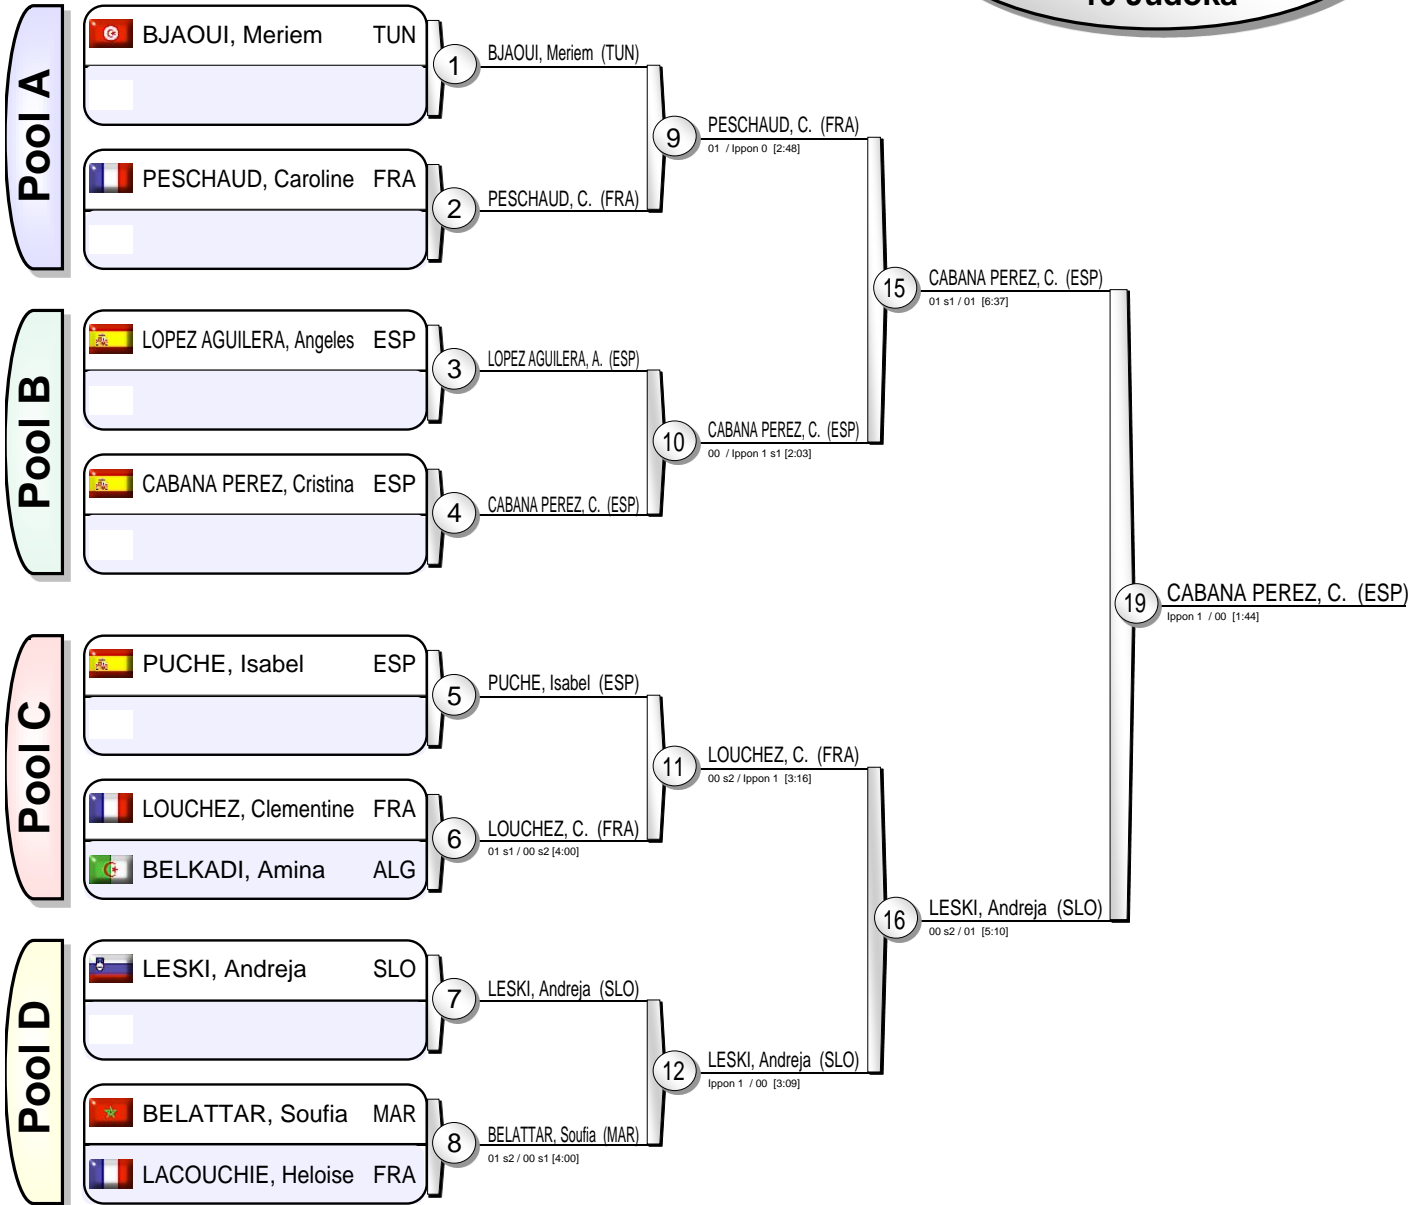 10 Judoka
Pool A
BJAOUI, Meriem TUN
1
BJAOUI, Meriem (TUN)
PESCHAUD, Caroline FRA
2
PESCHAUD, C. (FRA)
9
PESCHAUD, C. (FRA)
01 / Ippon 0 [2:48]
Pool B
LOPEZ AGUILERA, Angeles ESP
3
LOPEZ AGUILERA, A. (ESP)
CABANA PEREZ, Cristina ESP
4
CABANA PEREZ, C. (ESP)
10
CABANA PEREZ, C. (ESP)
00 / Ippon 1 s1 [2:03]
15
CABANA PEREZ, C. (ESP)
01 s1 / 01 [6:37]
Pool C
PUCHE, Isabel ESP
5
PUCHE, Isabel (ESP)
LOUCHEZ, Clementine FRA
BELKADI, Amina ALG
6
LOUCHEZ, C. (FRA)
01 s1 / 00 s2 [4:00]
11
LOUCHEZ, C. (FRA)
00 s2 / Ippon 1 [3:16]
Pool D
LESKI, Andreja SLO
7
LESKI, Andreja (SLO)
BELATTAR, Soufia MAR
LACOUCHIE, Heloise FRA
8
BELATTAR, Soufia (MAR)
01 s2 / 00 s1 [4:00]
12
LESKI, Andreja (SLO)
Ippon 1 / 00 [3:09]
16
LESKI, Andreja (SLO)
00 s2 / 01 [5:10]
19
CABANA PEREZ, C. (ESP)
Ippon 1 / 00 [1:44]